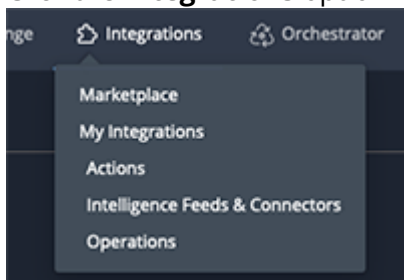 nge Integrations Orchestrator
Marketplace
My Integrations
Actions
Intelligence Feeds & Connectors
Operations